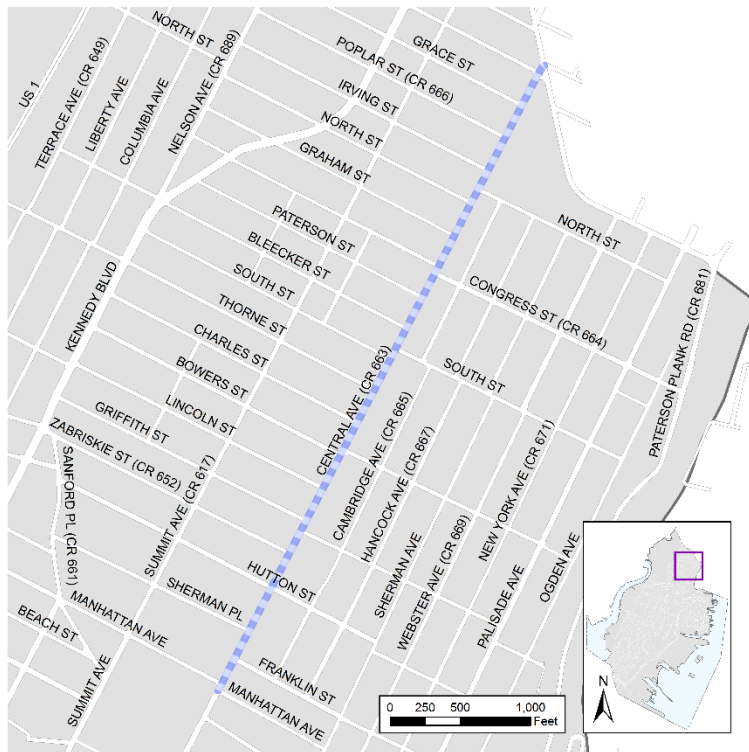 NORTH ST
GRACE ST
POPLAR ST (CR 666)
US 1
TERRACE AVE (CR 649)
LIBERTY AVE
COLUMBIA AVE
NELSON AVE (CR 689)
IRVING ST
NORTH ST
GRAHAM ST
PATERSON ST
BLEECKER ST
NORTH ST
SOUTH ST
CONGRESS ST (CR 664)
PATERSON PLANK RD (CR 681)
KENNEDY BLVD
THORNE ST
CHARLES ST
SOUTH ST
BOWERS ST
CENTRAL AVE (CR 663)
LINCOLN ST
GRIFFITH ST
CAMBRIDGE AVE (CR 665)
HANCOCK AVE (CR 667)
NEW YORK AVE (CR 671)
ZABRISKIE ST (CR 652)
SANFORD PL (CR 661)
SUMMIT AVE (CR 617)
SHERMAN AVE
WEBSTER AVE (CR 669)
PALISADE AVE
OGDEN AVE
HUTTON ST
SHERMAN PL
MANHATTAN AVE
BEACH ST
SUMMIT AVE
FRANKLIN ST
MANHATTAN AVE
0 250 500 1,000
Feet
N